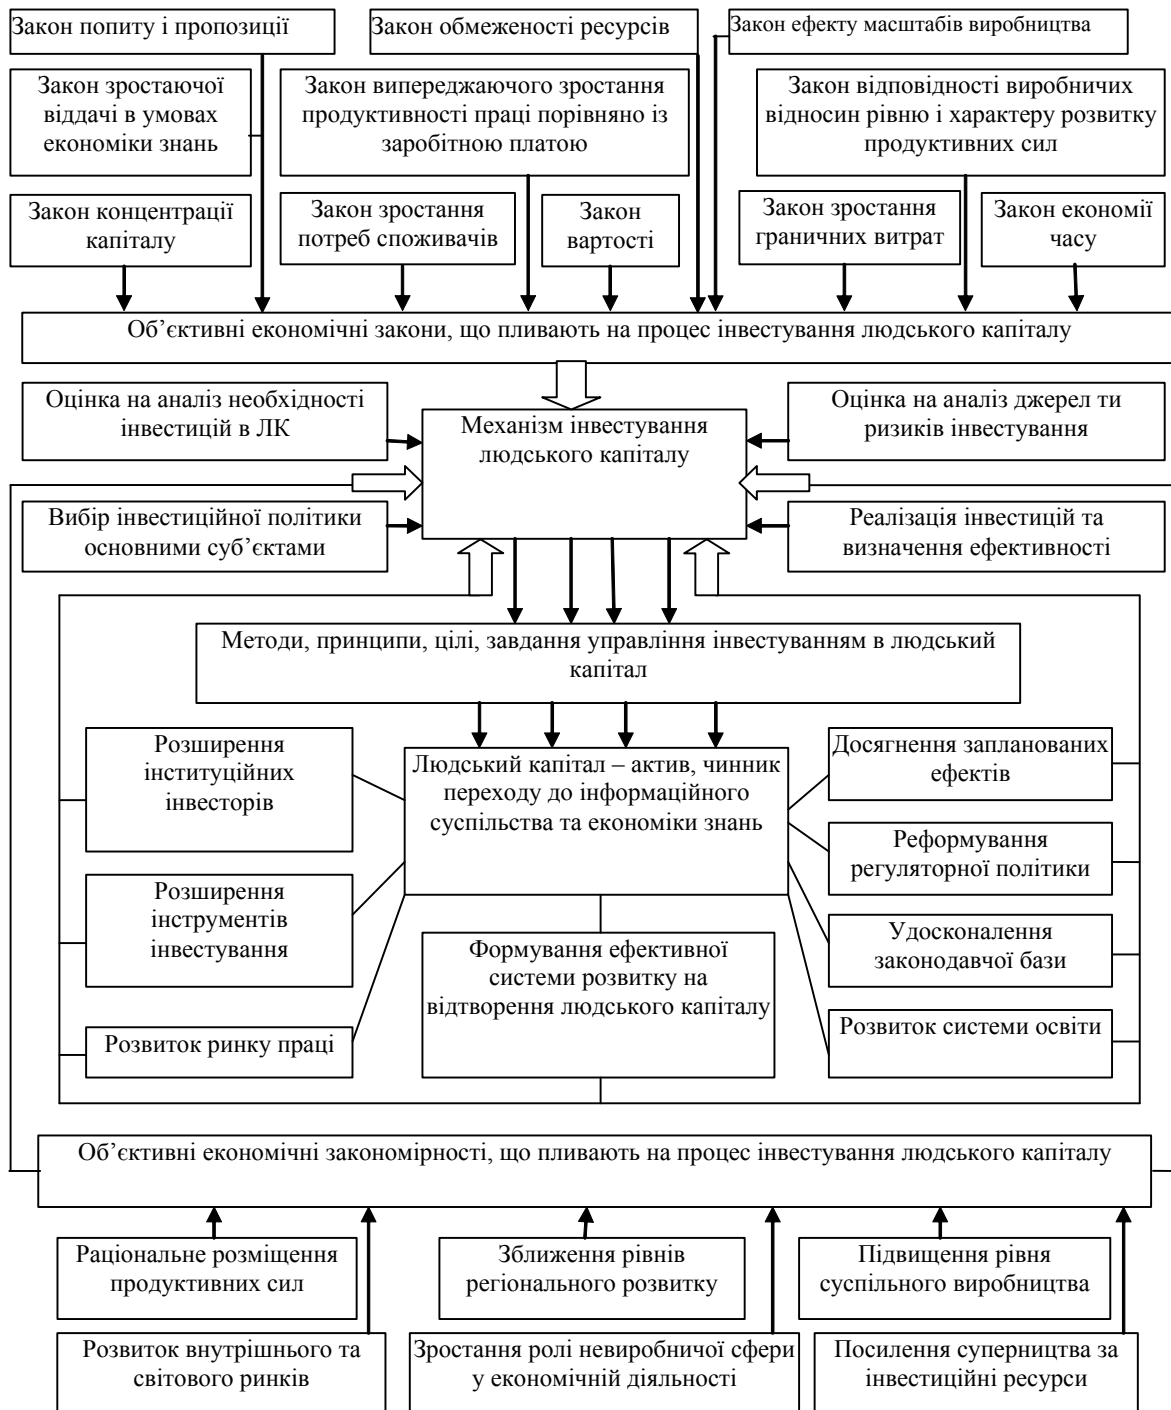 Закон попиту і пропозиції
Закон обмеженості ресурсів
Закон ефекту масштабів виробництва
Закон зростаючої
віддачі в умовах
економіки знань
Закон випереджаючого зростання
продуктивності праці порівняно із
заробітною платою
Закон відповідності виробничих
відносин рівню і характеру розвитку
продуктивних сил
Закон концентрації
капіталу
Закон зростання
потреб споживачів
Закон
вартості
Закон зростання
граничних витрат
Закон економії
часу
Об’єктивні економічні закони, що пливають на процес інвестування людського капіталу
Оцінка на аналіз необхідності
інвестицій в ЛК
Механізм інвестування
людського капіталу
Оцінка на аналіз джерел ти
ризиків інвестування
Вибір інвестиційної політики
основними суб’єктами
Реалізація інвестицій та
визначення ефективності
Методи, принципи, цілі, завдання управління інвестуванням в людський
капітал
Розширення
інституційних
інвесторів
Людський капітал – актив, чинник
переходу до інформаційного
суспільства та економіки знань
Досягнення запланованих
ефектів
Реформування
регуляторної політики
Розширення
інструментів
інвестування
Формування ефективної
системи розвитку на
відтворення людського капіталу
Удосконалення
законодавчої бази
Розвиток ринку праці
Розвиток системи освіти
Об’єктивні економічні закономірності, що пливають на процес інвестування людського капіталу
Раціональне розміщення
продуктивних сил
Зближення рівнів
регіонального розвитку
Підвищення рівня
суспільного виробництва
Розвиток внутрішнього та
світового ринків
Зростання ролі невиробничої сфери
у економічній діяльності
Посилення суперництва за
інвестиційні ресурси